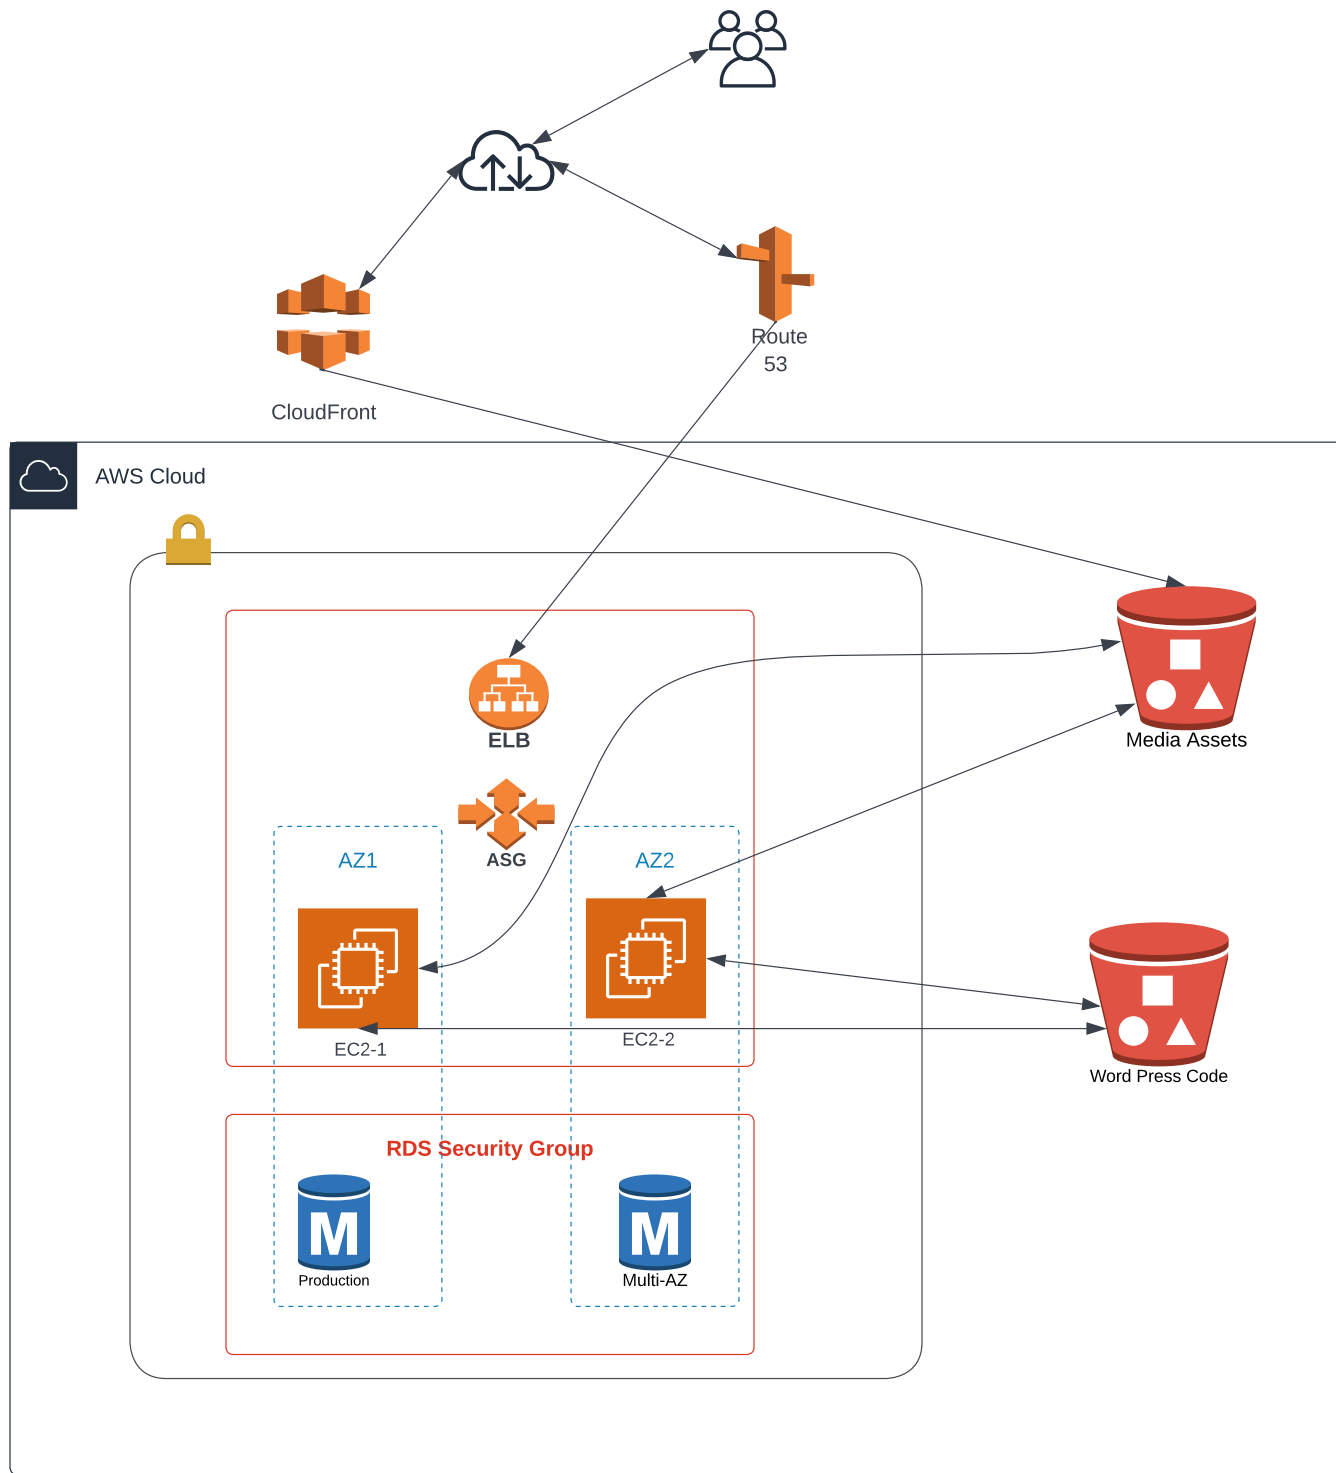 Route
53
CloudFront
AWS Cloud
ELB
Media Assets
ASG
AZ1
AZ2
EC2-1
EC2-2
Word Press Code
RDS Security Group
M
M
Production
Multi-AZ